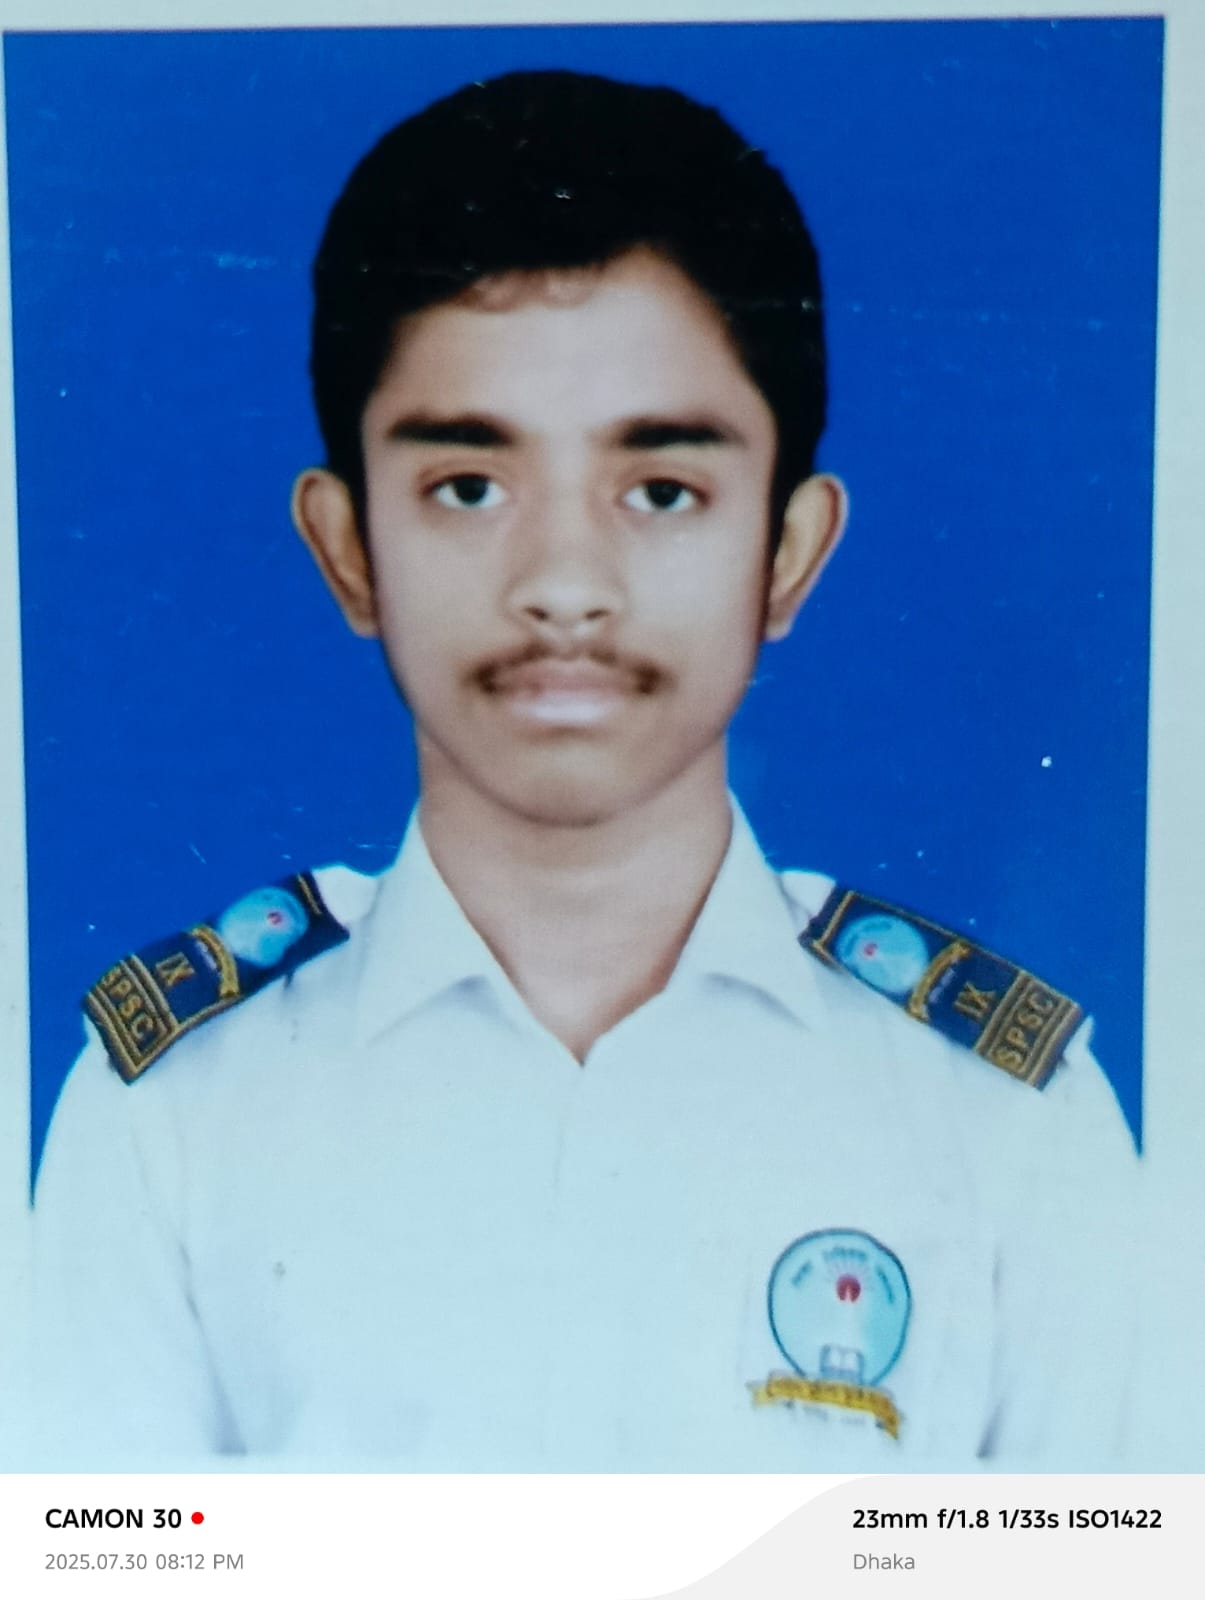 IX
SPSC
IX
SPSC
CAMON 30
2025.07.30 08:12 PM
23mm f/1.8 1/33s ISO1422
Dhaka